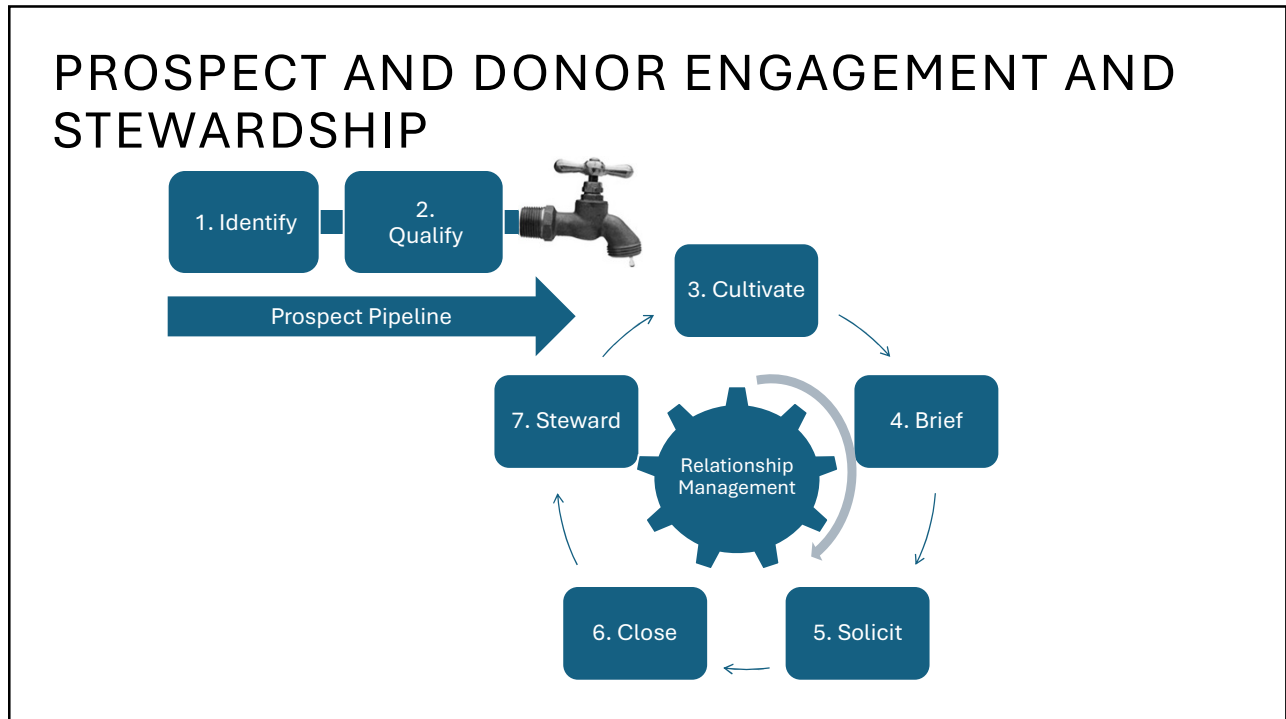 PROSPECT AND DONOR ENGAGEMENT AND
STEWARDSHIP
1. Identify
2.
Qualify
Prospect Pipeline
3. Cultivate
4. Brief
5. Solicit
6. Close
7. Steward
Relationship
Management